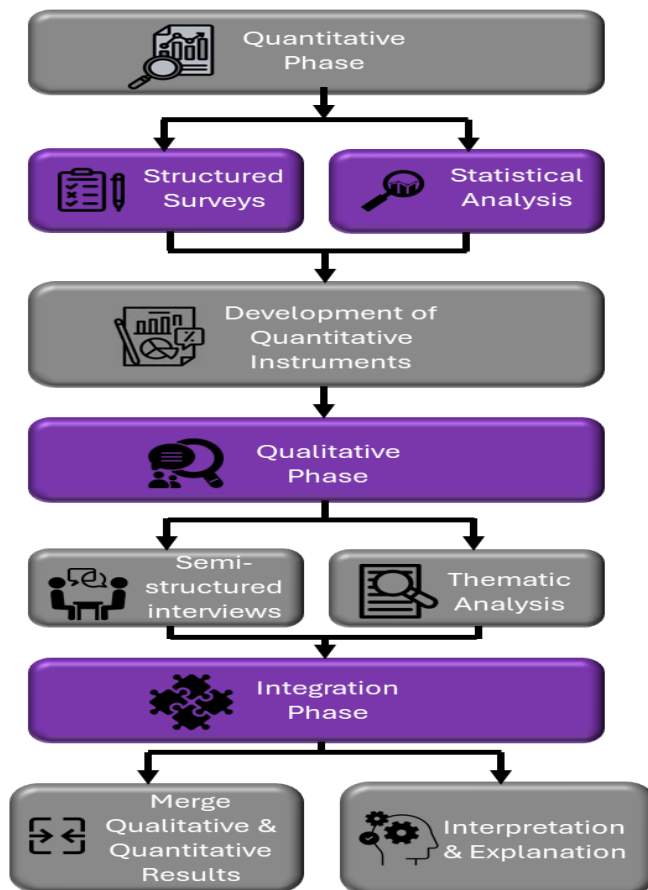 Quantitative
Phase
Structured
Surveys
Statistical
Analysis
Development of
Quantitative
Instruments
Qualitative
Phase
Semi-
structured
interviews
Thematic
Analysis
Integration
Phase
Merge
Qualitative &
Quantitative
Results
Interpretation
& Explanation